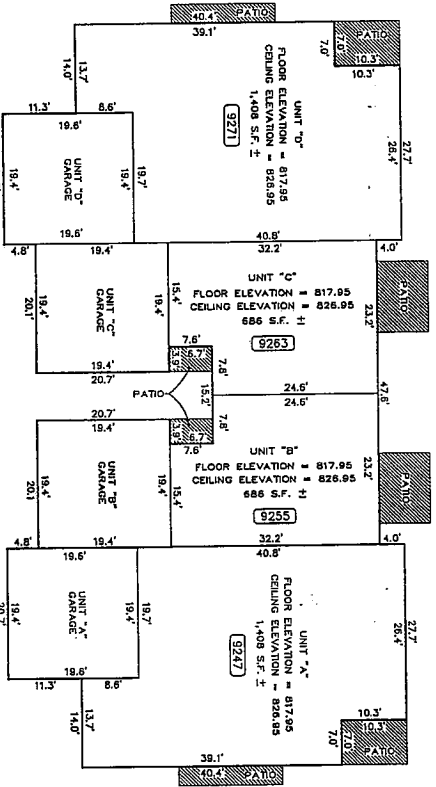 40.4' PATIO
39.1'
7.0'
7.0'
PATIO
10.3'
10.3'
14.0'
13.7'
UNIT "D"
FLOOR ELEVATION = 817.95
CEILING ELEVATION = 826.95
1,408 S.F. ±
9271
27.7'
26.4'
11.3'
8.6'
19.6'
19.4'
UNIT "D"
GARAGE
19.4'
19.7'
19.6'
40.8'
4.8'
19.4'
32.2'
4.0'
20.1'
19.4'
UNIT "C"
GARAGE
19.4'
15.4'
UNIT "C"
FLOOR ELEVATION = 817.95
CEILING ELEVATION = 826.95
686 S.F. ±
9263
23.2'
PATIO
19.4'
20.7'
7.6'
3.9'
6.7'
7.8'
PATIO
15.2'
24.6'
24.6'
47.6'
20.7'
19.4'
3.9'
6.7'
7.6'
7.8'
20.1
19.4'
UNIT "B"
GARAGE
19.4'
15.4'
UNIT "B"
FLOOR ELEVATION = 817.95
CEILING ELEVATION = 826.95
686 S.F. ±
9255
23.2'
PATIO
4.8'
19.4'
32.2'
4.0'
19.6'
40.8'
20.7'
19.4'
UNIT "A"
GARAGE
19.4'
19.7'
UNIT "A"
FLOOR ELEVATION = 817.95
CEILING ELEVATION = 826.95
1,408 S.F. ±
9247
27.7'
26.4'
19.6'
11.3'
8.6'
14.0'
13.7'
10.3'
10.3'
7.0'
7.0'
PATIO
39.1'
40.4' PATIO